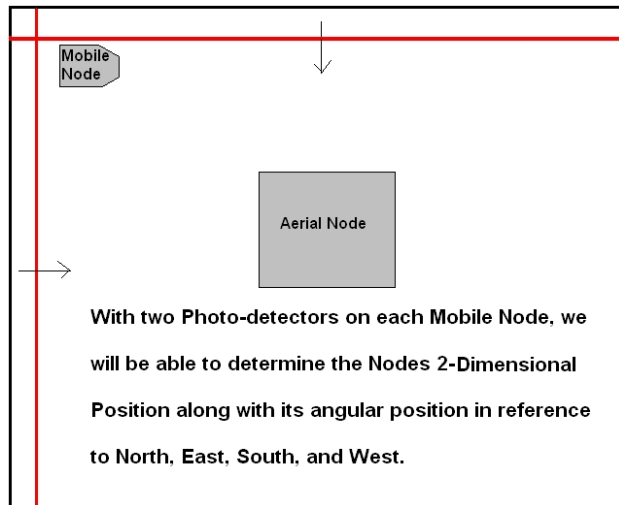 Mobile
Node
Aerial Node
With two Photo-detectors on each Mobile Node, we
will be able to determine the Nodes 2-Dimensional
Position along with its angular position in reference
to North, East, South, and West.